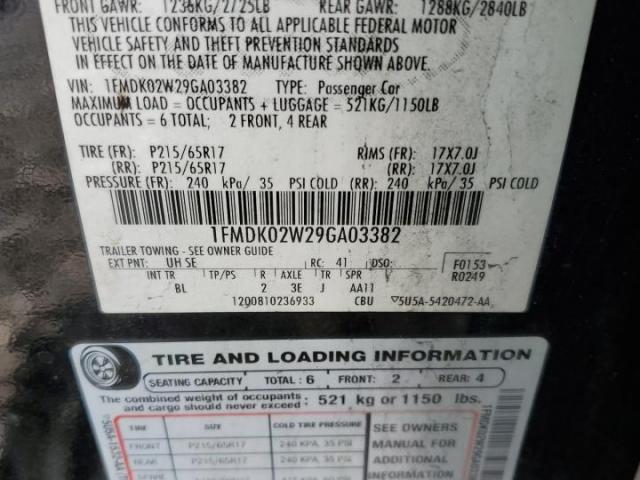 FRONT GAWR: 1236KG/2725LB REAR GAWR: 1288KG/2840LB
THIS VEHICLE CONFORMS TO ALL APPLICABLE FEDERAL MOTOR
VEHICLE SAFETY AND THEFT PREVENTION STANDARDS
IN EFFECT ON THE DATE OF MANUFACTURE SHOWN ABOVE.
VIN: 1FMDK02W29GA03382 TYPE: PASSENGER CAR
MAXIMUM LOAD = OCCUPANTS + LUGGAGE = 521KG/1150LB
OCCUPANTS = 6 TOTAL; 2 FRONT, 4 REAR
TIRE (FR): P215/65R17 RIMS (FR): 17X7.0J
(RR): P215/65R17 (RR): 17X7.0J
PRESSURE (FR): 240 kPa/ 35 PSI COLD (RR): 240 kPa/ 35 PSI COLD
1FMDK02W29GA03382
TRAILER TOWING - SEE OWNER GUIDE
EXT PNT: UH SE RC: 41 DSO: F0153
R0249
INT TR TP/PS R AXLE TR SPR
BL 2 3E J AA11
1200810236933 CBU ▽5U5A-5420472-AA
TIRE AND LOADING INFORMATION
SEATING CAPACITY TOTAL: 6 FRONT: 2 REAR: 4
The combined weight of occupants and cargo should never exceed: 521 kg or 1150 lbs.
TIRE SIZE COLD TIRE PRESSURE SEE OWNERS
FRONT P215/65R17 240 KPA, 35 PSI MANUAL FOR
REAR P215/65R17 240 KPA, 35 PSI ADDITIONAL
INFORMATION